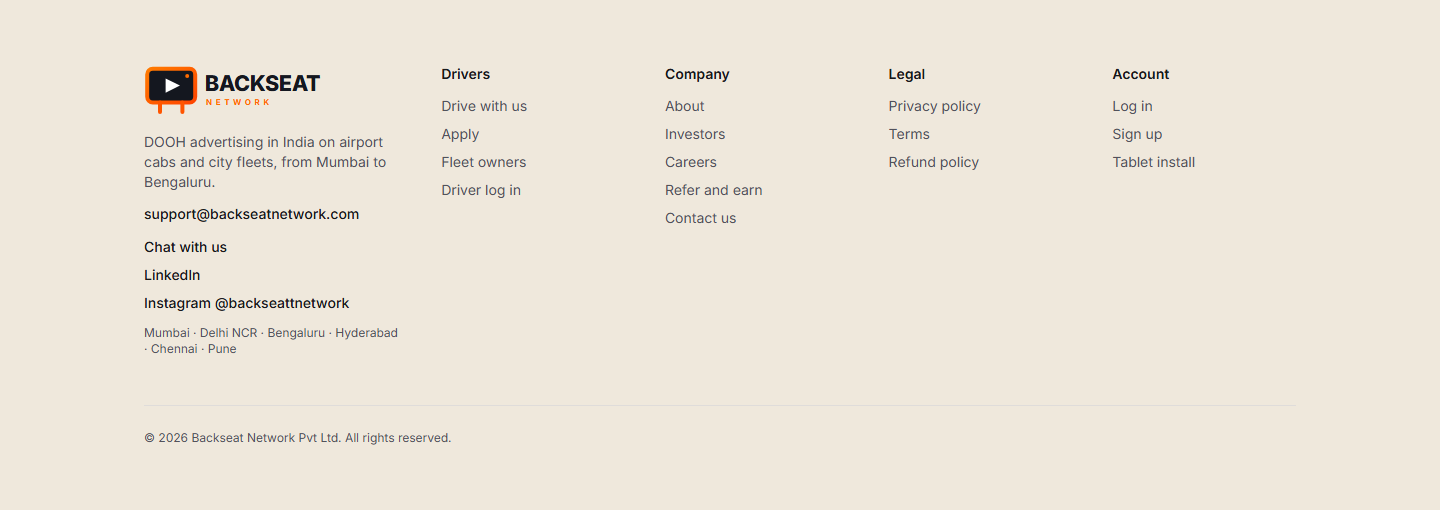 BACKSEAT
NETWORK
DOOH advertising in India on airport
cabs and city fleets, from Mumbai to
Bengaluru.
support@backseatnetwork.com
Chat with us
LinkedIn
Instagram @backseattnetwork
Mumbai · Delhi NCR · Bengaluru · Hyderabad
· Chennai · Pune
Drivers
Drive with us
Apply
Fleet owners
Driver log in
Company
About
Investors
Careers
Refer and earn
Contact us
Legal
Privacy policy
Terms
Refund policy
Account
Log in
Sign up
Tablet install
© 2026 Backseat Network Pvt Ltd. All rights reserved.